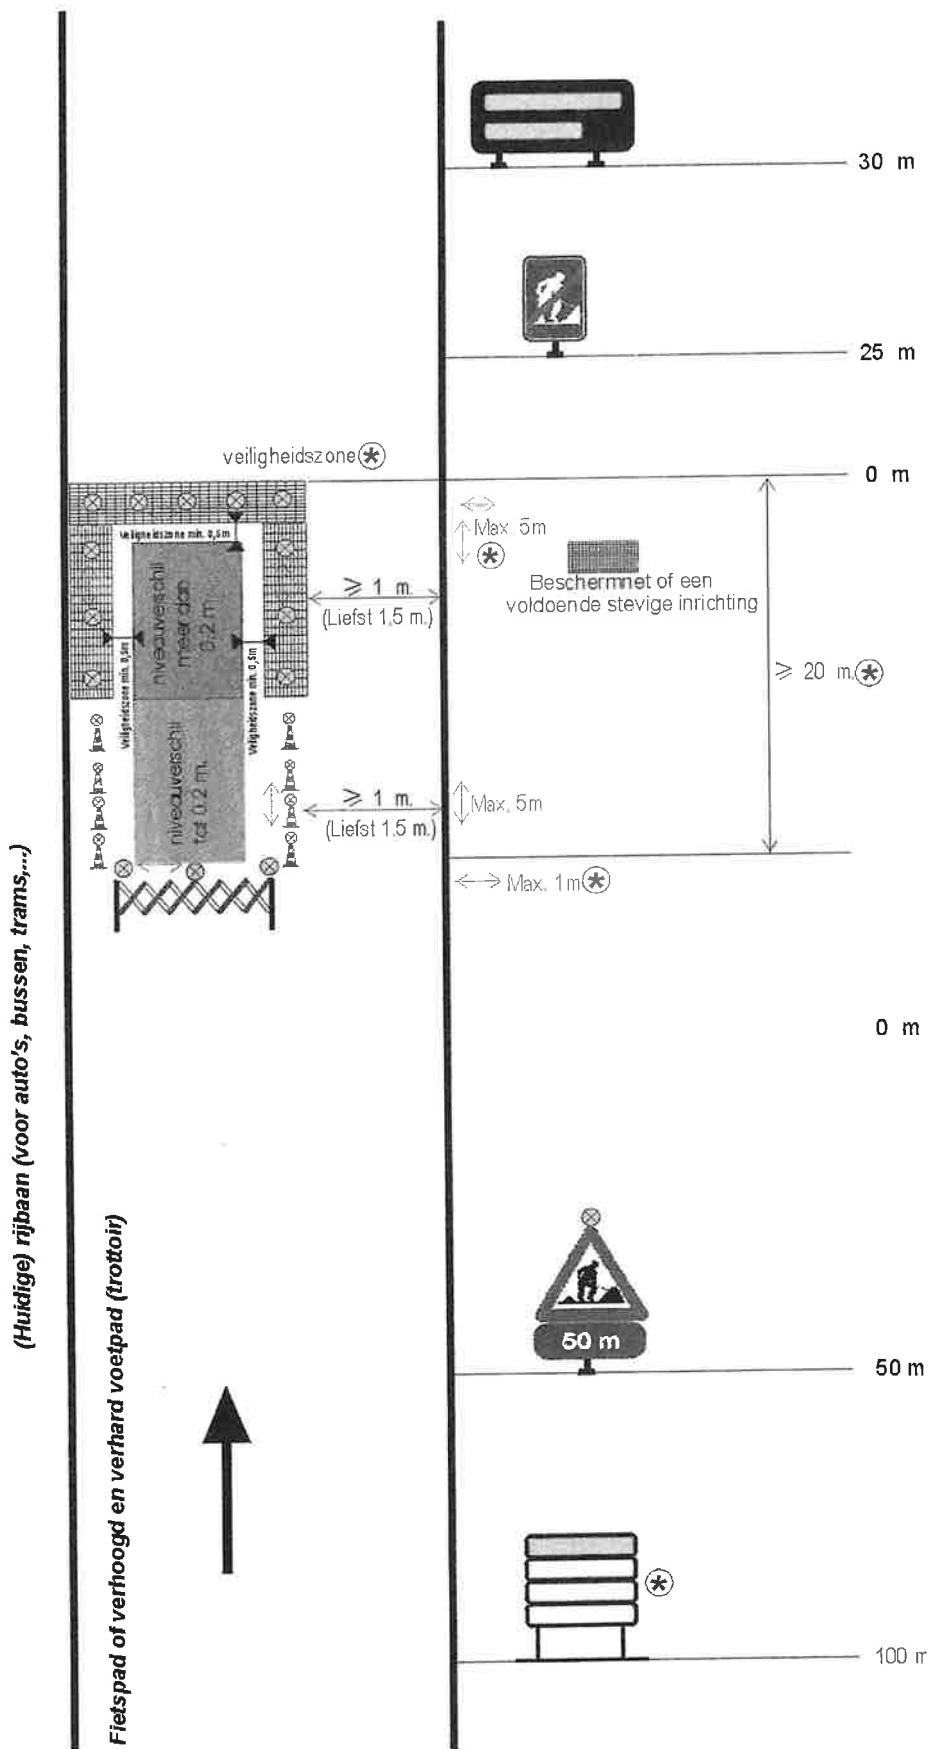 30 m
25 m
veiligheidszone *
0 m
Max. 5m
*
Veiligheidszone min. 0,5m
Beschermnet of een
voldoende stevige inrichting
≥ 1 m.
(Liefst 1,5 m.)
niveauverschil
meer dan
0.2 m.
Veiligheidszone min. 0,5m
Veiligheidszone min. 0,5m
≥ 20 m. *
niveauverschil
tot 0.2 m.
≥ 1 m.
(Liefst 1.5 m.)
Max. 5m
Max. 1m *
0 m
(Huidige) rijbaan (voor auto's, bussen, trams,...)
Fietspad of verhoogd en verhard voetpad (trottoir)
50 m
50 m
*
100 m